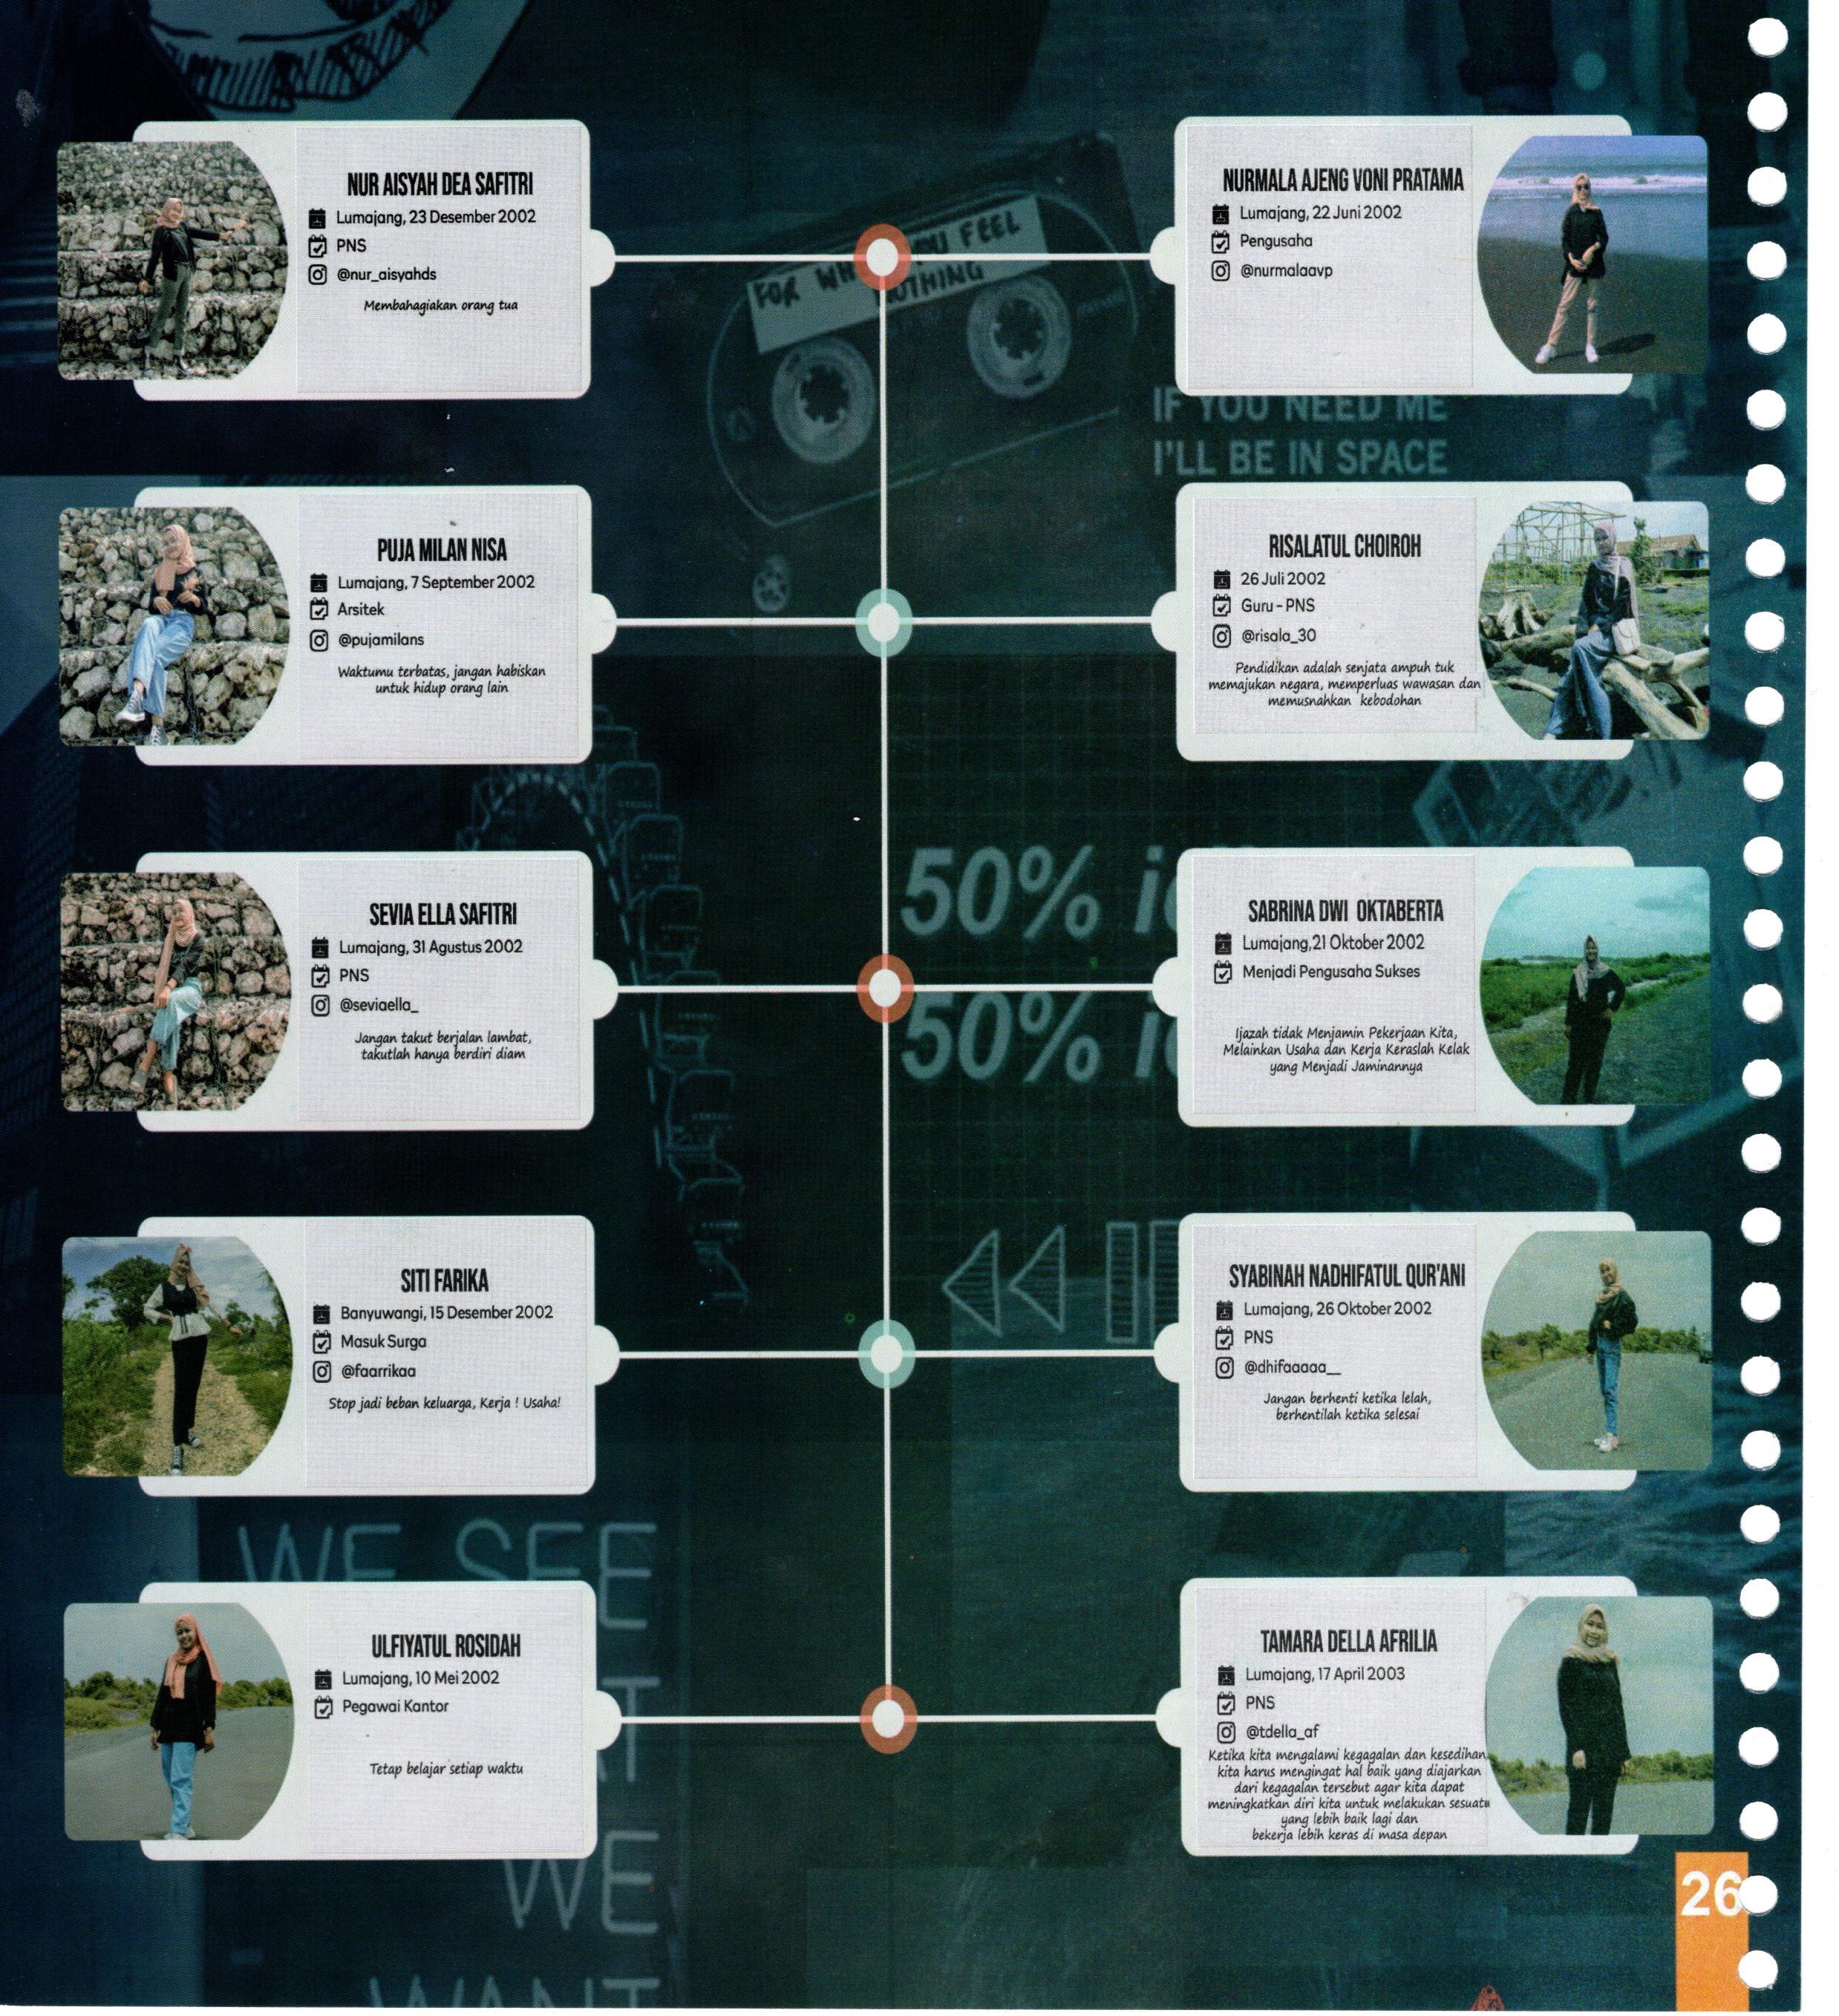 NUR AISYAH DEA SAFITRI
Lumajang, 23 Desember 2002
PNS
@nur_aisyahds
Membahagiakan orang tua
NURMALA AJENG VONI PRATAMA
Lumajang, 22 Juni 2002
Pengusaha
@nurmalaavp
FOR WH YOU FEEL
NOTHING
IF YOU NEED ME
I'LL BE IN SPACE
PUJA MILAN NISA
Lumajang, 7 September 2002
Arsitek
@pujamilans
Waktumu terbatas, jangan habiskan
untuk hidup orang lain
RISALATUL CHOIROH
26 Juli 2002
Guru - PNS
@risala_30
Pendidikan adalah senjata ampuh tuk
memajukan negara, memperluas wawasan dan
memusnahkan kebodohan
SEVIA ELLA SAFITRI
Lumajang, 31 Agustus 2002
PNS
@seviaella_
Jangan takut berjalan lambat,
takutlah hanya berdiri diam
50%
50%
SABRINA DWI OKTABERTA
Lumajang,21 Oktober 2002
Menjadi Pengusaha Sukses
Ijazah tidak Menjamin Pekerjaan Kita,
Melainkan Usaha dan Kerja Keraslah Kelak
yang Menjadi Jaminannya
SITI FARIKA
Banyuwangi, 15 Desember 2002
Masuk Surga
@faarrikaa
Stop jadi beban keluarga, Kerja ! Usaha!
SYABINAH NADHIFATUL QUR'ANI
Lumajang, 26 Oktober 2002
PNS
@dhifaaaaa__
Jangan berhenti ketika lelah,
berhentilah ketika selesai
WE SEE
ULFIYATUL ROSIDAH
Lumajang, 10 Mei 2002
Pegawai Kantor
Tetap belajar setiap waktu
TAMARA DELLA AFRILIA
Lumajang, 17 April 2003
PNS
@tdella_af
Ketika kita mengalami kegagalan dan kesedihan
kita harus mengingat hal baik yang diajarkan
dari kegagalan tersebut agar kita dapat
meningkatkan diri kita untuk melakukan sesuatu
yang lebih baik lagi dan
bekerja lebih keras di masa depan
WE
WANT
26